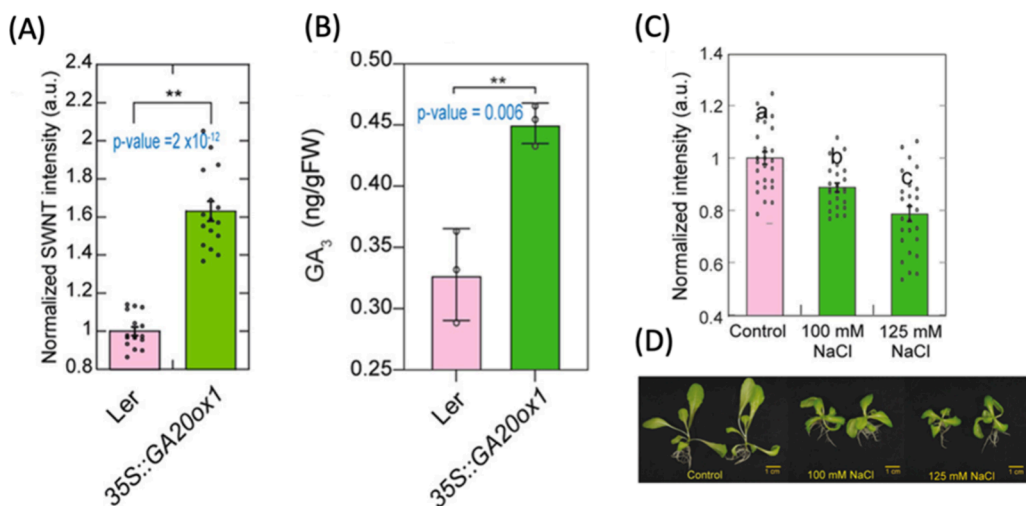 (A)
Normalized SWNT intensity (a.u.)
2.4
2.2
2
1.8
1.6
1.4
1.2
1
0.8
**
p-value =2 x10-12
Ler
35S::GA20ox1
(B)
GA3 (ng/gFW)
0.45
0.40
0.35
0.30
0.25
**
p-value = 0.006
Ler
35S::GA20ox1
(C)
Normalized intensity (a.u.)
1.4
1.2
1
0.8
0.6
0.4
a
b
c
Control
100 mM
NaCl
125 mM
NaCl
(D)
Control
1 cm
100 mM NaCl
1 cm
125 mM NaCl
1 cm